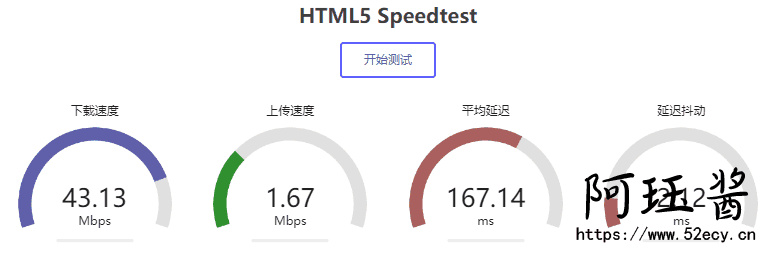 HTML5 Speedtest
开始测试
下载速度 上传速度 平均延迟 延迟抖动
43.13 1.67 167.14
Mbps Mbps ms ms
阿珏酱
https://www.52ecy.cn